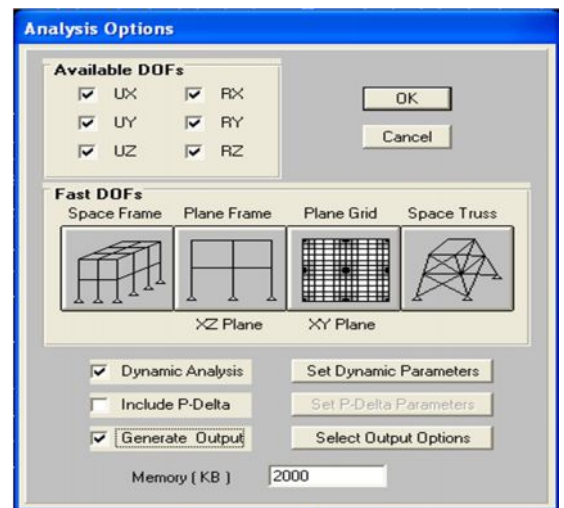 Analysis Options
Available DOFs
UX RX
UY RY
UZ RZ
OK
Cancel
Fast DOFs
Space Frame Plane Frame Plane Grid Space Truss
XZ Plane XY Plane
Dynamic Analysis Set Dynamic Parameters
Include P-Delta Set P-Delta Parameters
Generate Output Select Output Options
Memory ( KB ) 2000